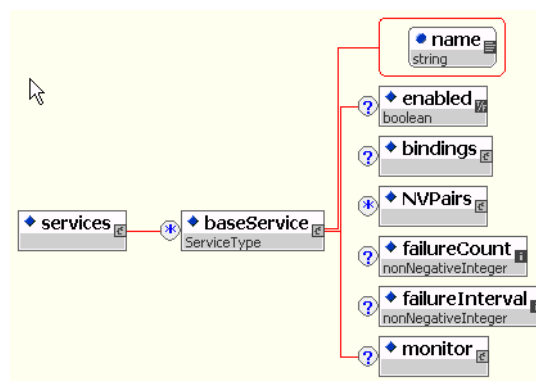 name
string
? enabled
boolean
? bindings
* NVPairs
services
* baseService
ServiceType
? failureCount
nonNegativeInteger
? failureInterval
nonNegativeInteger
? monitor